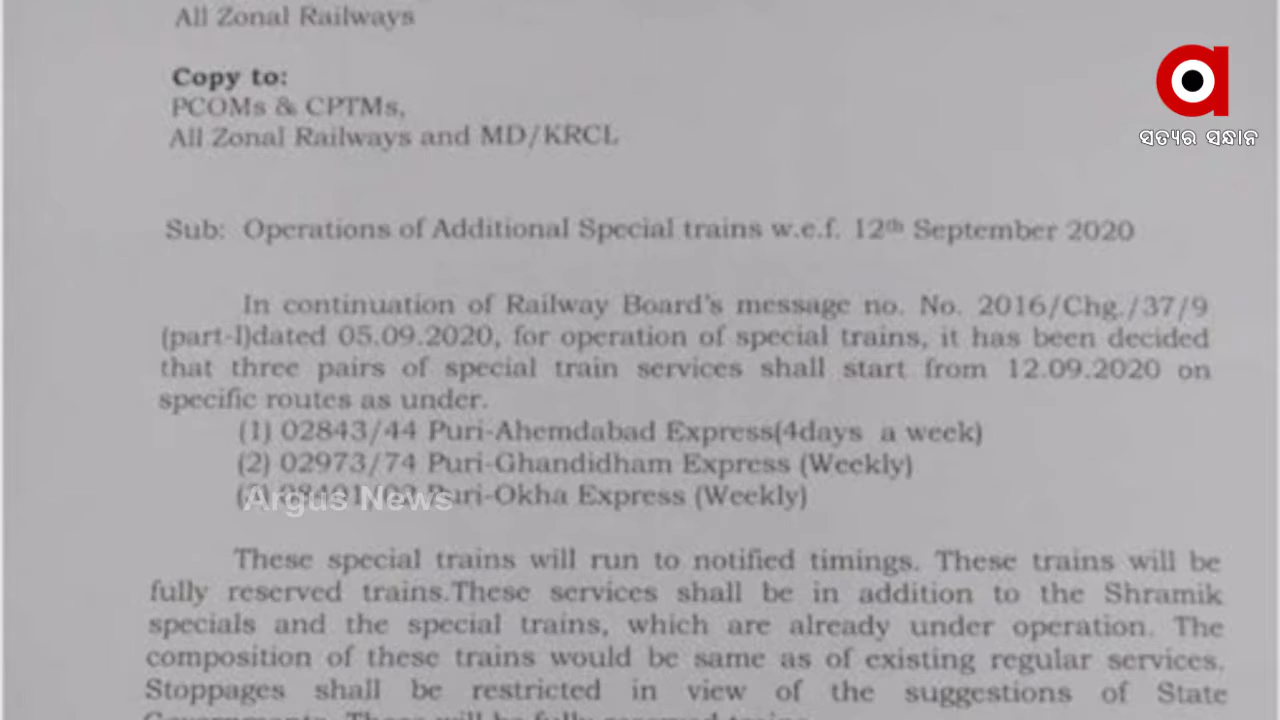 All Zonal Railways
Copy to:
PCOMs & CPTMs,
All Zonal Railways and MD/KRCL
ସତ୍ୟର ସନ୍ଧାନ
Sub: Operations of Additional Special trains w.e.f. 12th September 2020
In continuation of Railway Board's message no. No. 2016/Chg./37/9
(part-I)dated 05.09.2020, for operation of special trains, it has been decided
that three pairs of special train services shall start from 12.09.2020 on
specific routes as under.
(1) 02843/44 Puri-Ahemdabad Express(4days a week)
(2) 02973/74 Puri-Ghandidham Express (Weekly)
(3) 08401/02 Puri-Okha Express (Weekly)
Argus News
These special trains will run to notified timings. These trains will be
fully reserved trains.These services shall be in addition to the Shramik
specials and the special trains, which are already under operation. The
composition of these trains would be same as of existing regular services.
Stoppages shall be restricted in view of the suggestions of State